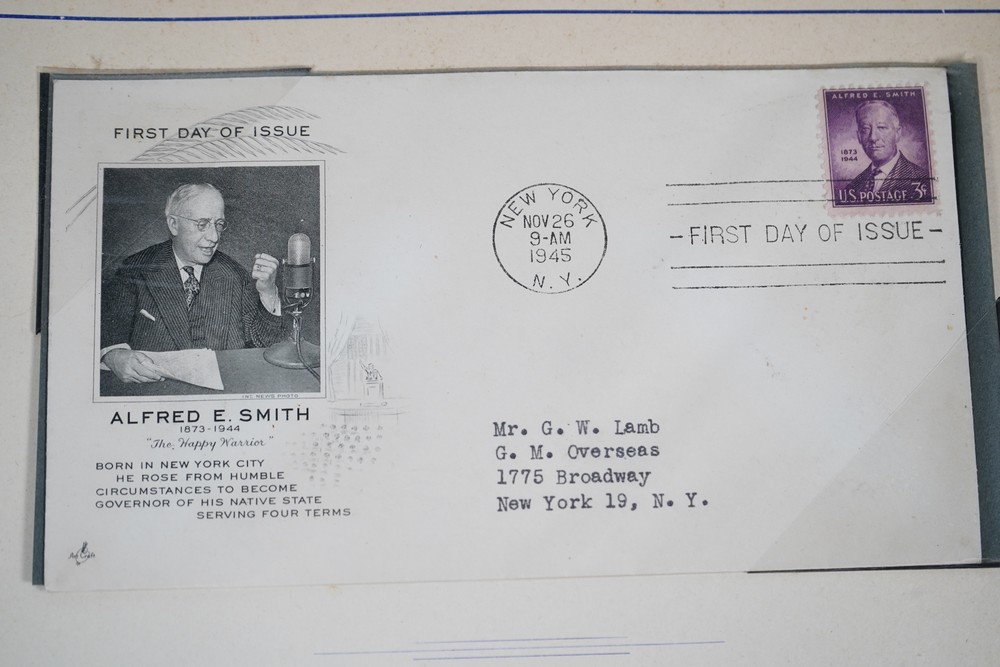 FIRST DAY OF ISSUE
INT. NEWS PHOTO
ALFRED E. SMITH
1873-1944
"The Happy Warrior"
BORN IN NEW YORK CITY
HE ROSE FROM HUMBLE
CIRCUMSTANCES TO BECOME
GOVERNOR OF HIS NATIVE STATE
SERVING FOUR TERMS
Art Craft
NEW YORK
NOV 26
9-AM
1945
N. Y.
ALFRED E. SMITH
1873
1944
U.S. POSTAGE 3¢
-FIRST DAY OF ISSUE-
Mr. G. W. Lamb
G. M. Overseas
1775 Broadway
New York 19, N. Y.